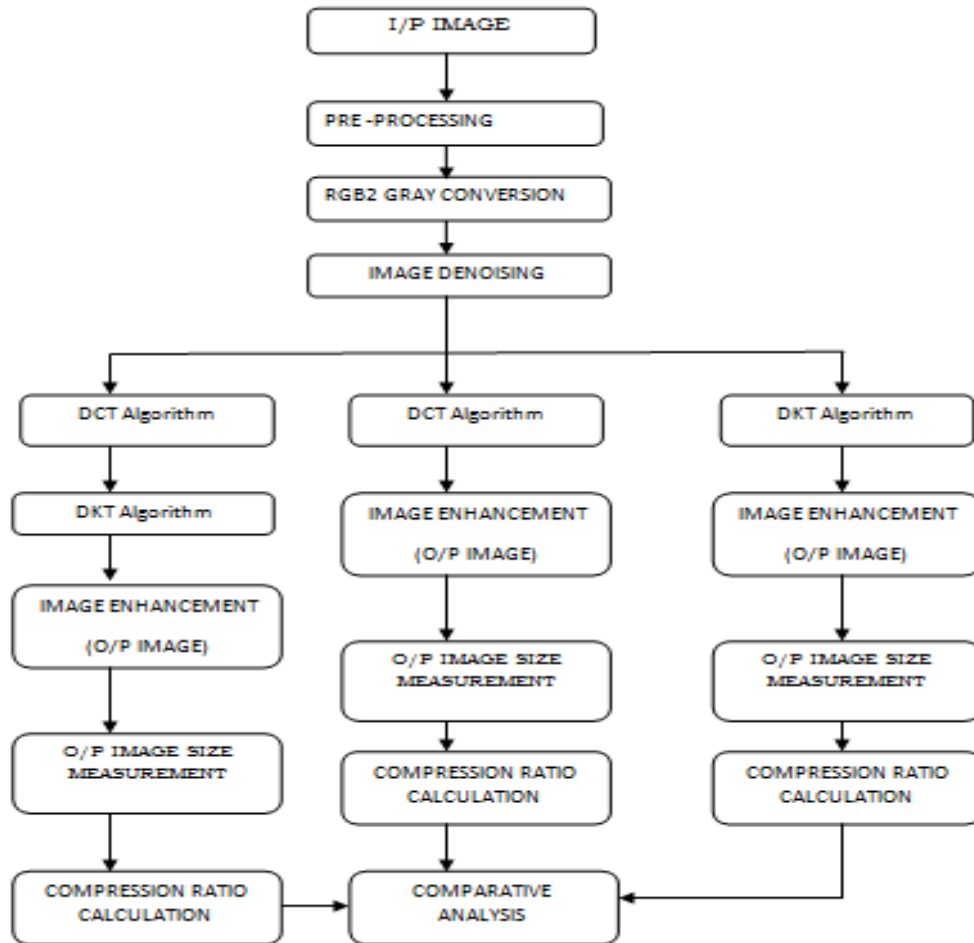 I/P IMAGE
PRE -PROCESSING
RGB2 GRAY CONVERSION
IMAGE DENOISING
DCT Algorithm
DKT Algorithm
IMAGE ENHANCEMENT
(O/P IMAGE)
O/P IMAGE SIZE
MEASUREMENT
COMPRESSION RATIO
CALCULATION
DCT Algorithm
IMAGE ENHANCEMENT
(O/P IMAGE)
O/P IMAGE SIZE
MEASUREMENT
COMPRESSION RATIO
CALCULATION
COMPARATIVE
ANALYSIS
DKT Algorithm
IMAGE ENHANCEMENT
(O/P IMAGE)
O/P IMAGE SIZE
MEASUREMENT
COMPRESSION RATIO
CALCULATION